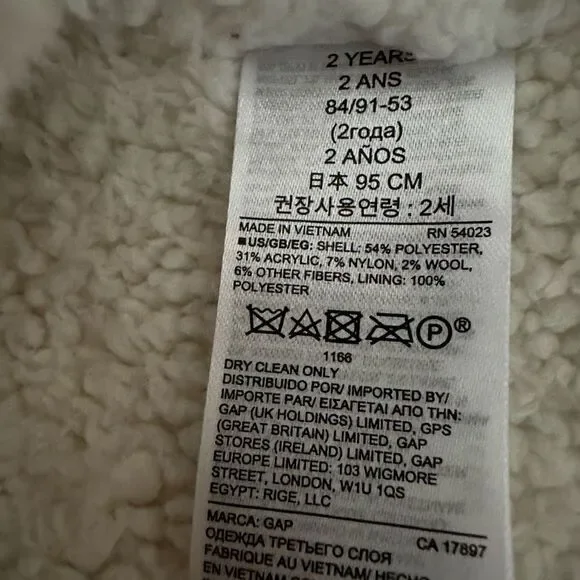 2 YEARS
2 ANS
84/91-53
(2года)
2 AÑOS
日本 95 CM
권장사용연령 : 2세
MADE IN VIETNAM RN 54023
■US/GB/EG: SHELL: 54% POLYESTER,
31% ACRYLIC, 7% NYLON, 2% WOOL,
6% OTHER FIBERS, LINING: 100%
POLYESTER
P ®
1166
DRY CLEAN ONLY
DISTRIBUIDO POR/ IMPORTED BY/
IMPORTE PAR/ ΕΙΣΑΓΕΤΑΙ ΑΠΟ ΤΗΝ:
GAP (UK HOLDINGS) LIMITED, GPS
(GREAT BRITAIN) LIMITED, GAP
STORES (IRELAND) LIMITED, GAP
EUROPE LIMITED: 103 WIGMORE
STREET, LONDON, W1U 1QS
EGYPT: RIGE, LLC
MARCA: GAP CA 17897
ОДЕЖДА ТРЕТЬЕГО СЛОЯ
FABRIQUÉ AU VIETNAM/ HECHO
EN VIETNAM